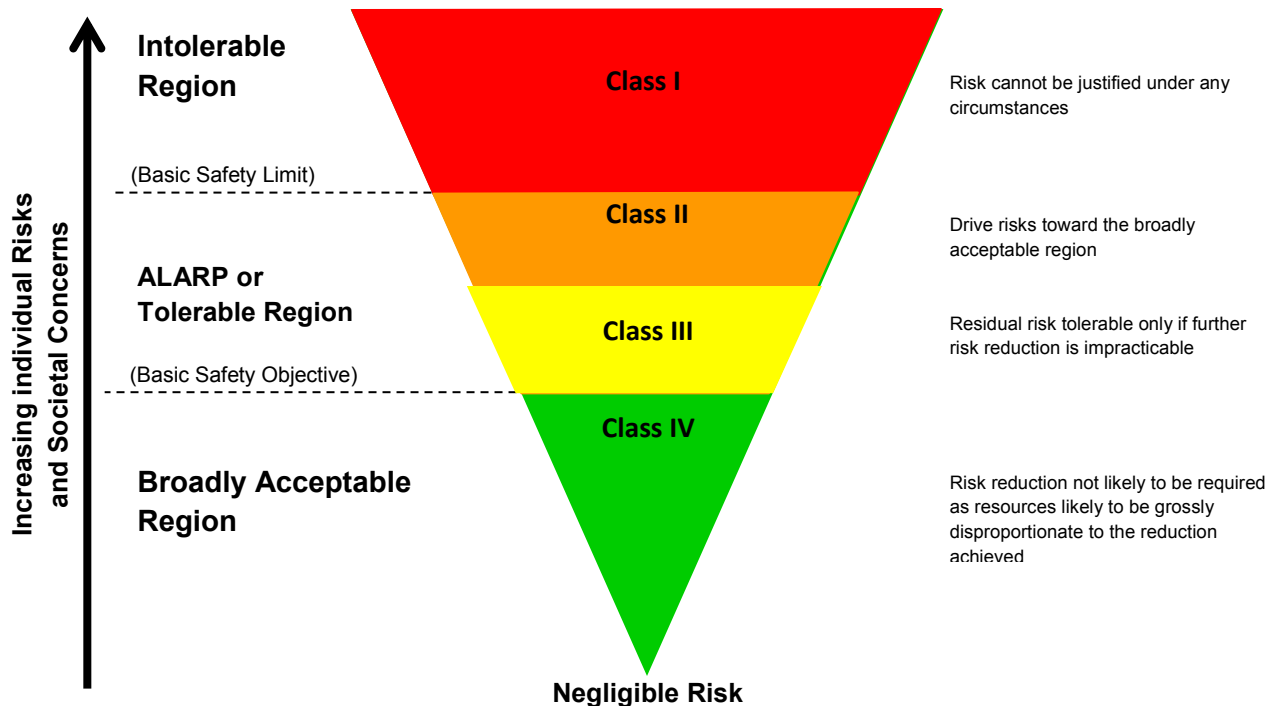 Increasing individual Risks
and Societal Concerns
Intolerable
Region
Class I
Risk cannot be justified under any
circumstances
(Basic Safety Limit)
Class II
Drive risks toward the broadly
acceptable region
ALARP or
Tolerable Region
Class III
Residual risk tolerable only if further
risk reduction is impracticable
(Basic Safety Objective)
Class IV
Broadly Acceptable
Region
Risk reduction not likely to be required
as resources likely to be grossly
disproportionate to the reduction
achieved
Negligible Risk